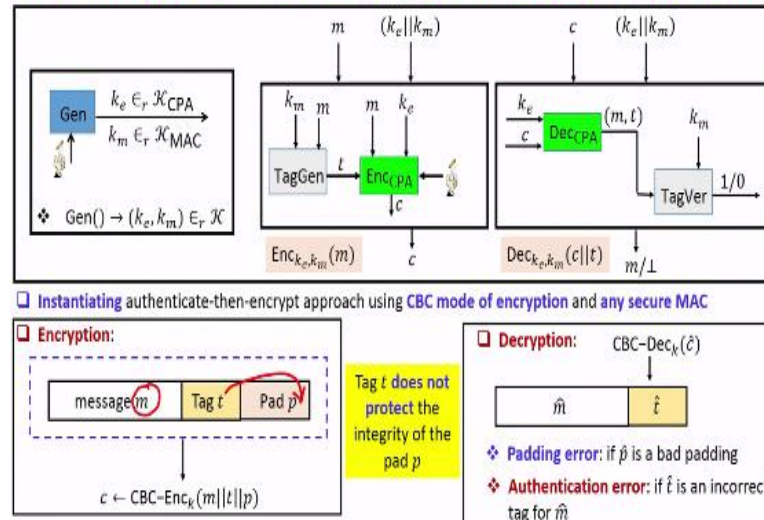 m (k_e||k_m) c (k_e||k_m)
Gen
k_e ∈_r 𝒦_CPA
k_m ∈_r 𝒦_MAC
❖ Gen() → (k_e, k_m) ∈_r 𝒦
k_m m m k_e
TagGen t Enc_CPA
c
Enc_{k_e,k_m}(m) c
k_e
c
Dec_CPA (m, t) k_m
TagVer 1/0
Dec_{k_e,k_m}(c||t) m/⊥
❑ Instantiating authenticate-then-encrypt approach using CBC mode of encryption and any secure MAC
❑ Encryption:
message m Tag t Pad p
c ← CBC–Enc_k(m||t||p)
Tag t does not
protect the
integrity of the
pad p
❑ Decryption: CBC–Dec_k(ĉ)
m̂ t̂
❖ Padding error: if p̂ is a bad padding
❖ Authentication error: if t̂ is an incorrect
tag for m̂